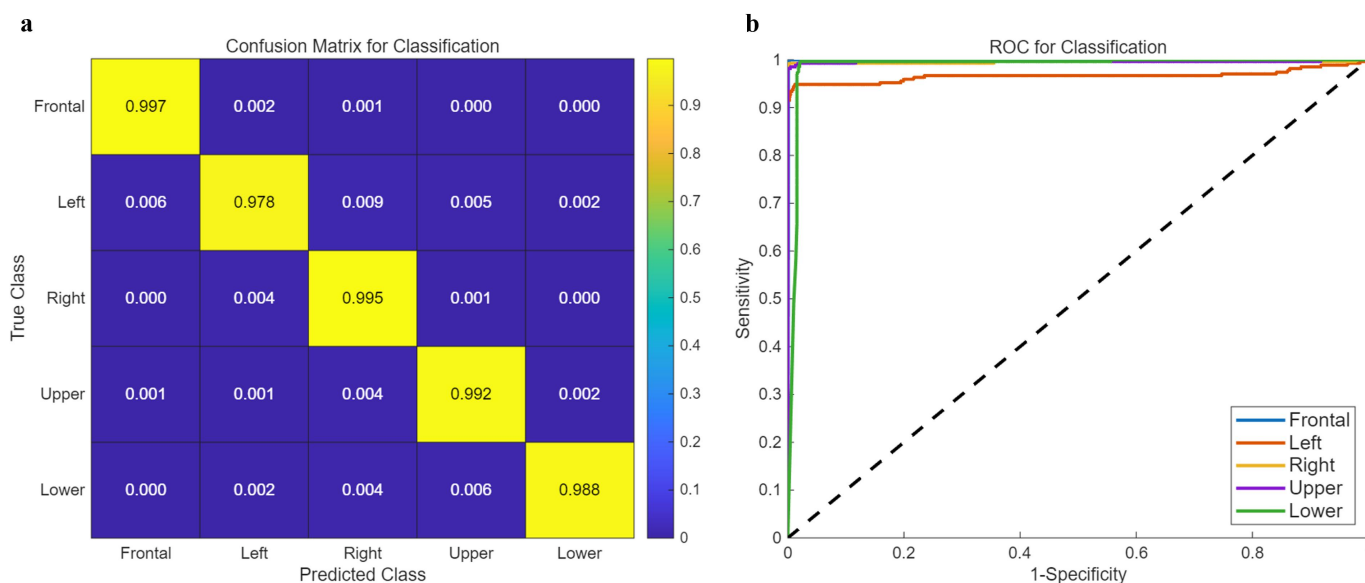 a
Confusion Matrix for Classification
Frontal 0.997 0.002 0.001 0.000 0.000
Left 0.006 0.978 0.009 0.005 0.002
Right 0.000 0.004 0.995 0.001 0.000
Upper 0.001 0.001 0.004 0.992 0.002
Lower 0.000 0.002 0.004 0.006 0.988
Frontal Left Right Upper Lower
Predicted Class
True Class
0.9
0.8
0.7
0.6
0.5
0.4
0.3
0.2
0.1
0
b
ROC for Classification
1
0.9
0.8
0.7
0.6
0.5
0.4
0.3
0.2
0.1
0
Sensitivity
0 0.2 0.4 0.6 0.8
1-Specificity
Frontal
Left
Right
Upper
Lower